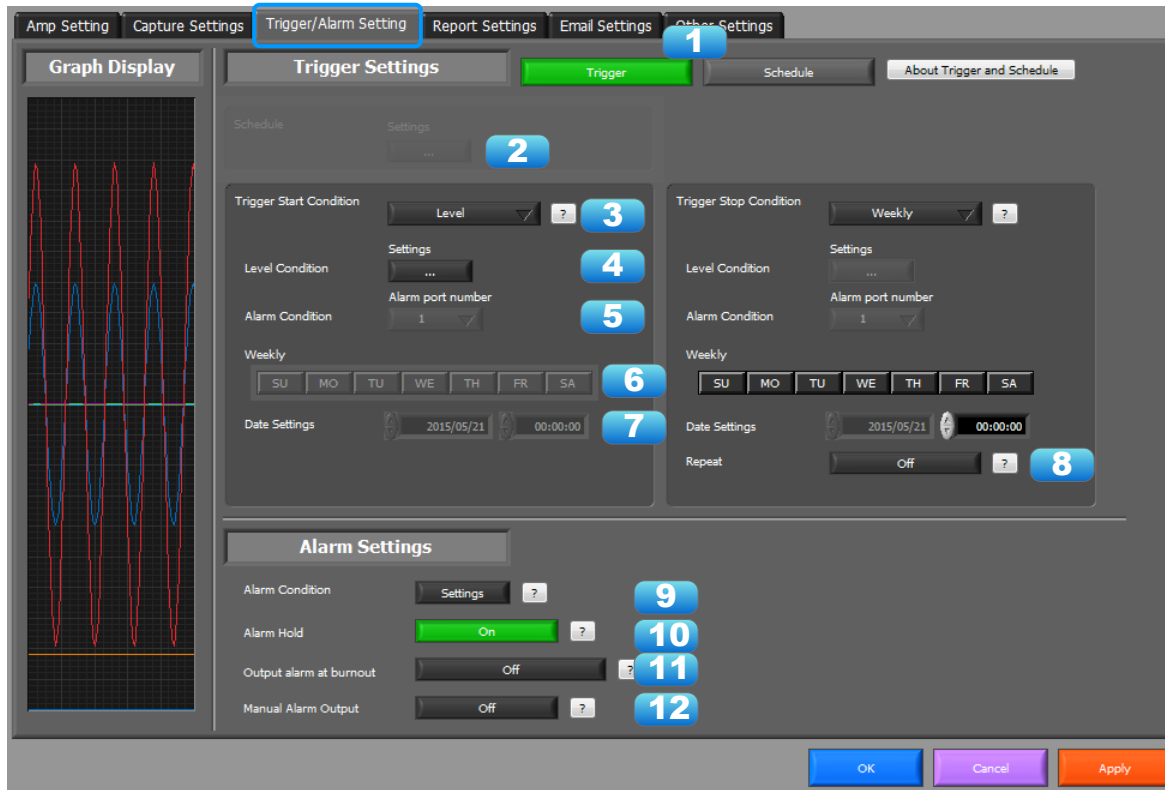 Amp Setting Capture Settings Trigger/Alarm Setting Report Settings Email Settings Other Settings
1
Graph Display
Trigger Settings Trigger Schedule About Trigger and Schedule
Schedule Settings
... 2
Trigger Start Condition Level ? 3
Settings
Level Condition ... 4
Alarm port number
Alarm Condition 1 5
Weekly
SU MO TU WE TH FR SA 6
Date Settings 2015/05/21 00:00:00 7
Trigger Stop Condition Weekly ?
Settings
Level Condition ...
Alarm port number
Alarm Condition 1
Weekly
SU MO TU WE TH FR SA
Date Settings 2015/05/21 00:00:00
Repeat Off ? 8
Alarm Settings
Alarm Condition Settings ? 9
Alarm Hold On ? 10
Output alarm at burnout Off ? 11
Manual Alarm Output Off ? 12
OK Cancel Apply